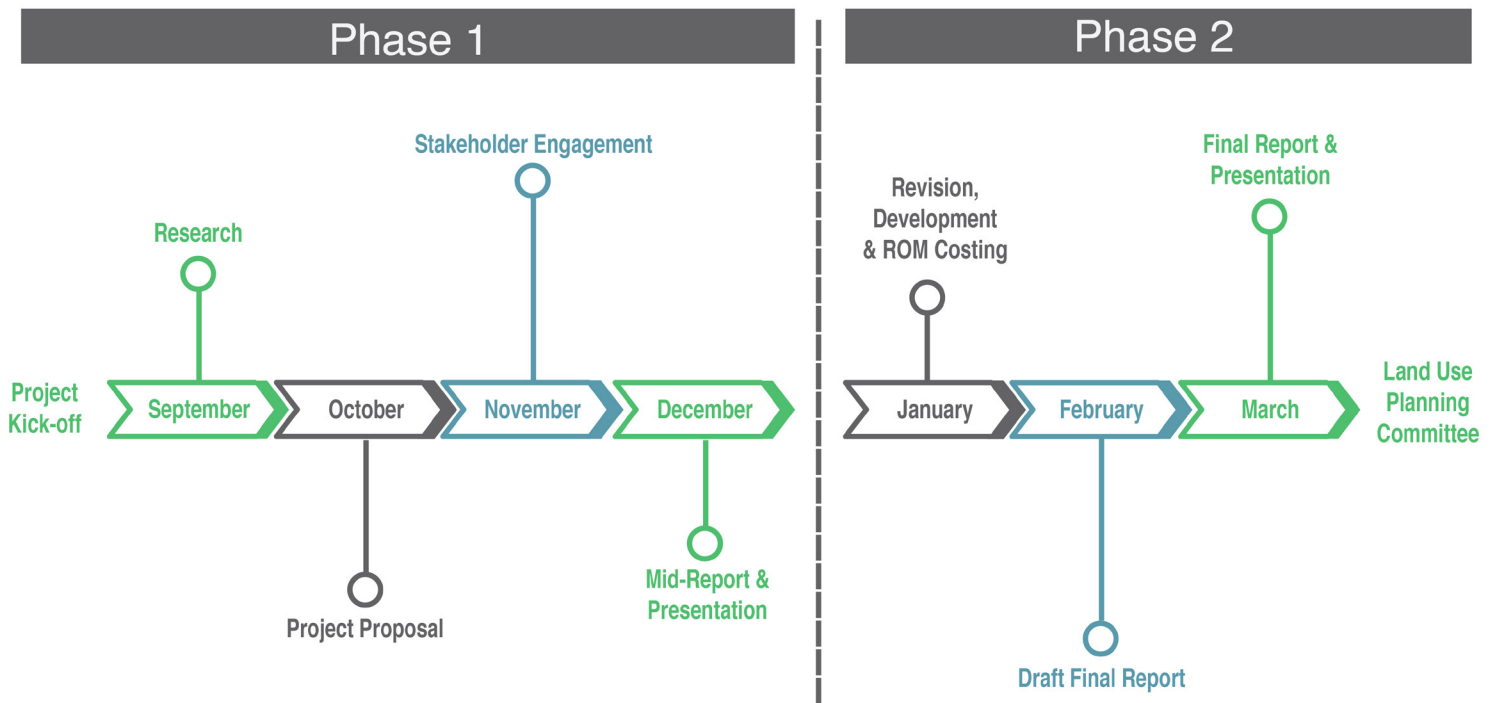 Phase 1
Phase 2
Stakeholder Engagement
Research
Revision,
Development
& ROM Costing
Final Report &
Presentation
Project
Kick-off
September
October
November
December
January
February
March
Land Use
Planning
Committee
Project Proposal
Mid-Report &
Presentation
Draft Final Report